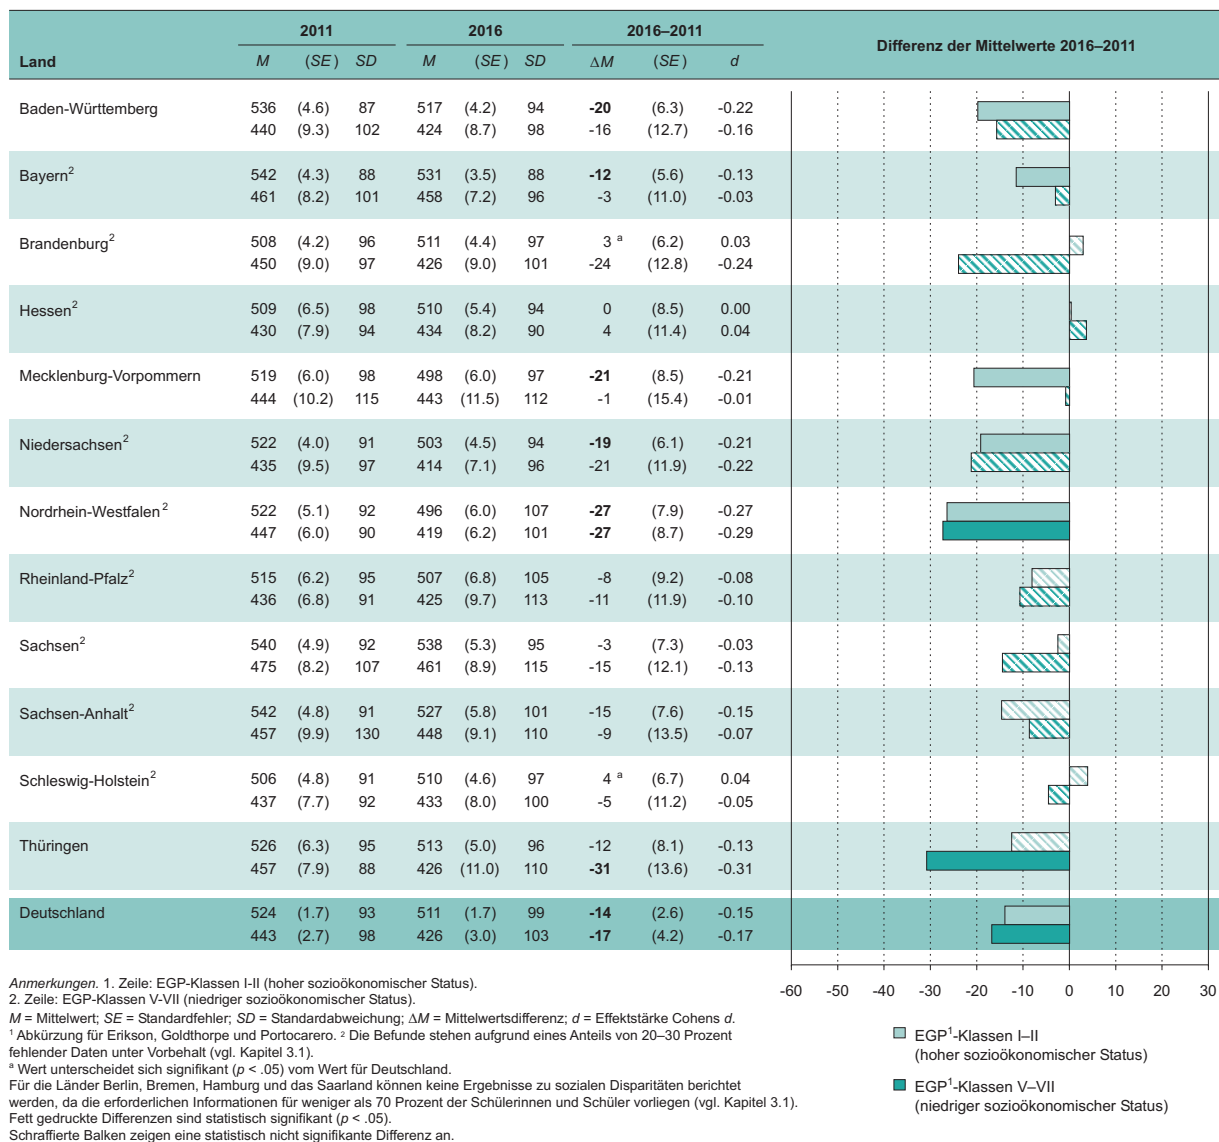 2011 2016 2016–2011 Differenz der Mittelwerte 2016–2011
Land M (SE) SD M (SE) SD ΔM (SE) d
Baden-Württemberg 536 (4.6) 87 517 (4.2) 94 -20 (6.3) -0.22
440 (9.3) 102 424 (8.7) 98 -16 (12.7) -0.16
Bayern² 542 (4.3) 88 531 (3.5) 88 -12 (5.6) -0.13
461 (8.2) 101 458 (7.2) 96 -3 (11.0) -0.03
Brandenburg² 508 (4.2) 96 511 (4.4) 97 3 ᵃ (6.2) 0.03
450 (9.0) 97 426 (9.0) 101 -24 (12.8) -0.24
Hessen² 509 (6.5) 98 510 (5.4) 94 0 (8.5) 0.00
430 (7.9) 94 434 (8.2) 90 4 (11.4) 0.04
Mecklenburg-Vorpommern 519 (6.0) 98 498 (6.0) 97 -21 (8.5) -0.21
444 (10.2) 115 443 (11.5) 112 -1 (15.4) -0.01
Niedersachsen² 522 (4.0) 91 503 (4.5) 94 -19 (6.1) -0.21
435 (9.5) 97 414 (7.1) 96 -21 (11.9) -0.22
Nordrhein-Westfalen² 522 (5.1) 92 496 (6.0) 107 -27 (7.9) -0.27
447 (6.0) 90 419 (6.2) 101 -27 (8.7) -0.29
Rheinland-Pfalz² 515 (6.2) 95 507 (6.8) 105 -8 (9.2) -0.08
436 (6.8) 91 425 (9.7) 113 -11 (11.9) -0.10
Sachsen² 540 (4.9) 92 538 (5.3) 95 -3 (7.3) -0.03
475 (8.2) 107 461 (8.9) 115 -15 (12.1) -0.13
Sachsen-Anhalt² 542 (4.8) 91 527 (5.8) 101 -15 (7.6) -0.15
457 (9.9) 130 448 (9.1) 110 -9 (13.5) -0.07
Schleswig-Holstein² 506 (4.8) 91 510 (4.6) 97 4 ᵃ (6.7) 0.04
437 (7.7) 92 433 (8.0) 100 -5 (11.2) -0.05
Thüringen 526 (6.3) 95 513 (5.0) 96 -12 (8.1) -0.13
457 (7.9) 88 426 (11.0) 110 -31 (13.6) -0.31
Deutschland 524 (1.7) 93 511 (1.7) 99 -14 (2.6) -0.15
443 (2.7) 98 426 (3.0) 103 -17 (4.2) -0.17
-60 -50 -40 -30 -20 -10 0 10 20 30
Anmerkungen. 1. Zeile: EGP-Klassen I-II (hoher sozioökonomischer Status).
2. Zeile: EGP-Klassen V-VII (niedriger sozioökonomischer Status).
M = Mittelwert; SE = Standardfehler; SD = Standardabweichung; ΔM = Mittelwertsdifferenz; d = Effektstärke Cohens d.
¹ Abkürzung für Erikson, Goldthorpe und Portocarero. ² Die Befunde stehen aufgrund eines Anteils von 20–30 Prozent
fehlender Daten unter Vorbehalt (vgl. Kapitel 3.1).
ᵃ Wert unterscheidet sich signifikant (p < .05) vom Wert für Deutschland.
Für die Länder Berlin, Bremen, Hamburg und das Saarland können keine Ergebnisse zu sozialen Disparitäten berichtet
werden, da die erforderlichen Informationen für weniger als 70 Prozent der Schülerinnen und Schüler vorliegen (vgl. Kapitel 3.1).
Fett gedruckte Differenzen sind statistisch signifikant (p < .05).
Schraffierte Balken zeigen eine statistisch nicht signifikante Differenz an.
EGP¹-Klassen I–II
(hoher sozioökonomischer Status)
EGP¹-Klassen V–VII
(niedriger sozioökonomischer Status)